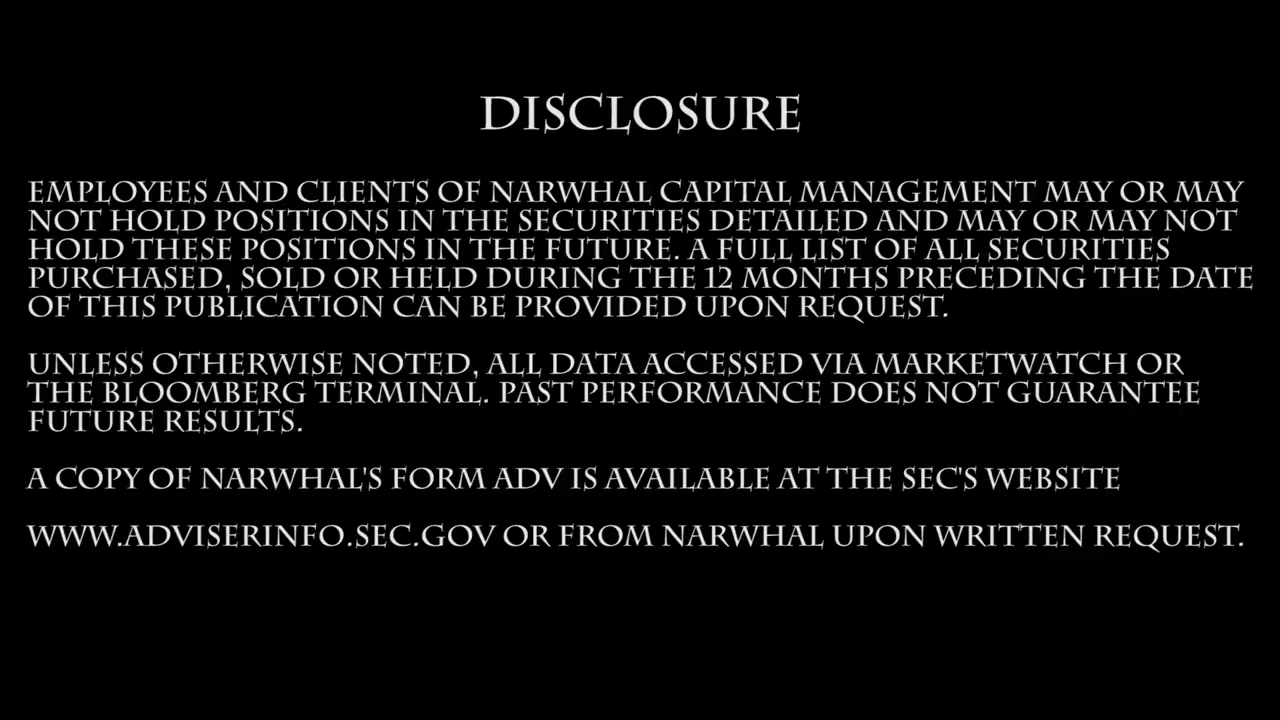 DISCLOSURE
EMPLOYEES AND CLIENTS OF NARWHAL CAPITAL MANAGEMENT MAY OR MAY
NOT HOLD POSITIONS IN THE SECURITIES DETAILED AND MAY OR MAY NOT
HOLD THESE POSITIONS IN THE FUTURE. A FULL LIST OF ALL SECURITIES
PURCHASED, SOLD OR HELD DURING THE 12 MONTHS PRECEDING THE DATE
OF THIS PUBLICATION CAN BE PROVIDED UPON REQUEST.
UNLESS OTHERWISE NOTED, ALL DATA ACCESSED VIA MARKETWATCH OR
THE BLOOMBERG TERMINAL. PAST PERFORMANCE DOES NOT GUARANTEE
FUTURE RESULTS.
A COPY OF NARWHAL'S FORM ADV IS AVAILABLE AT THE SEC'S WEBSITE
WWW.ADVISERINFO.SEC.GOV OR FROM NARWHAL UPON WRITTEN REQUEST.